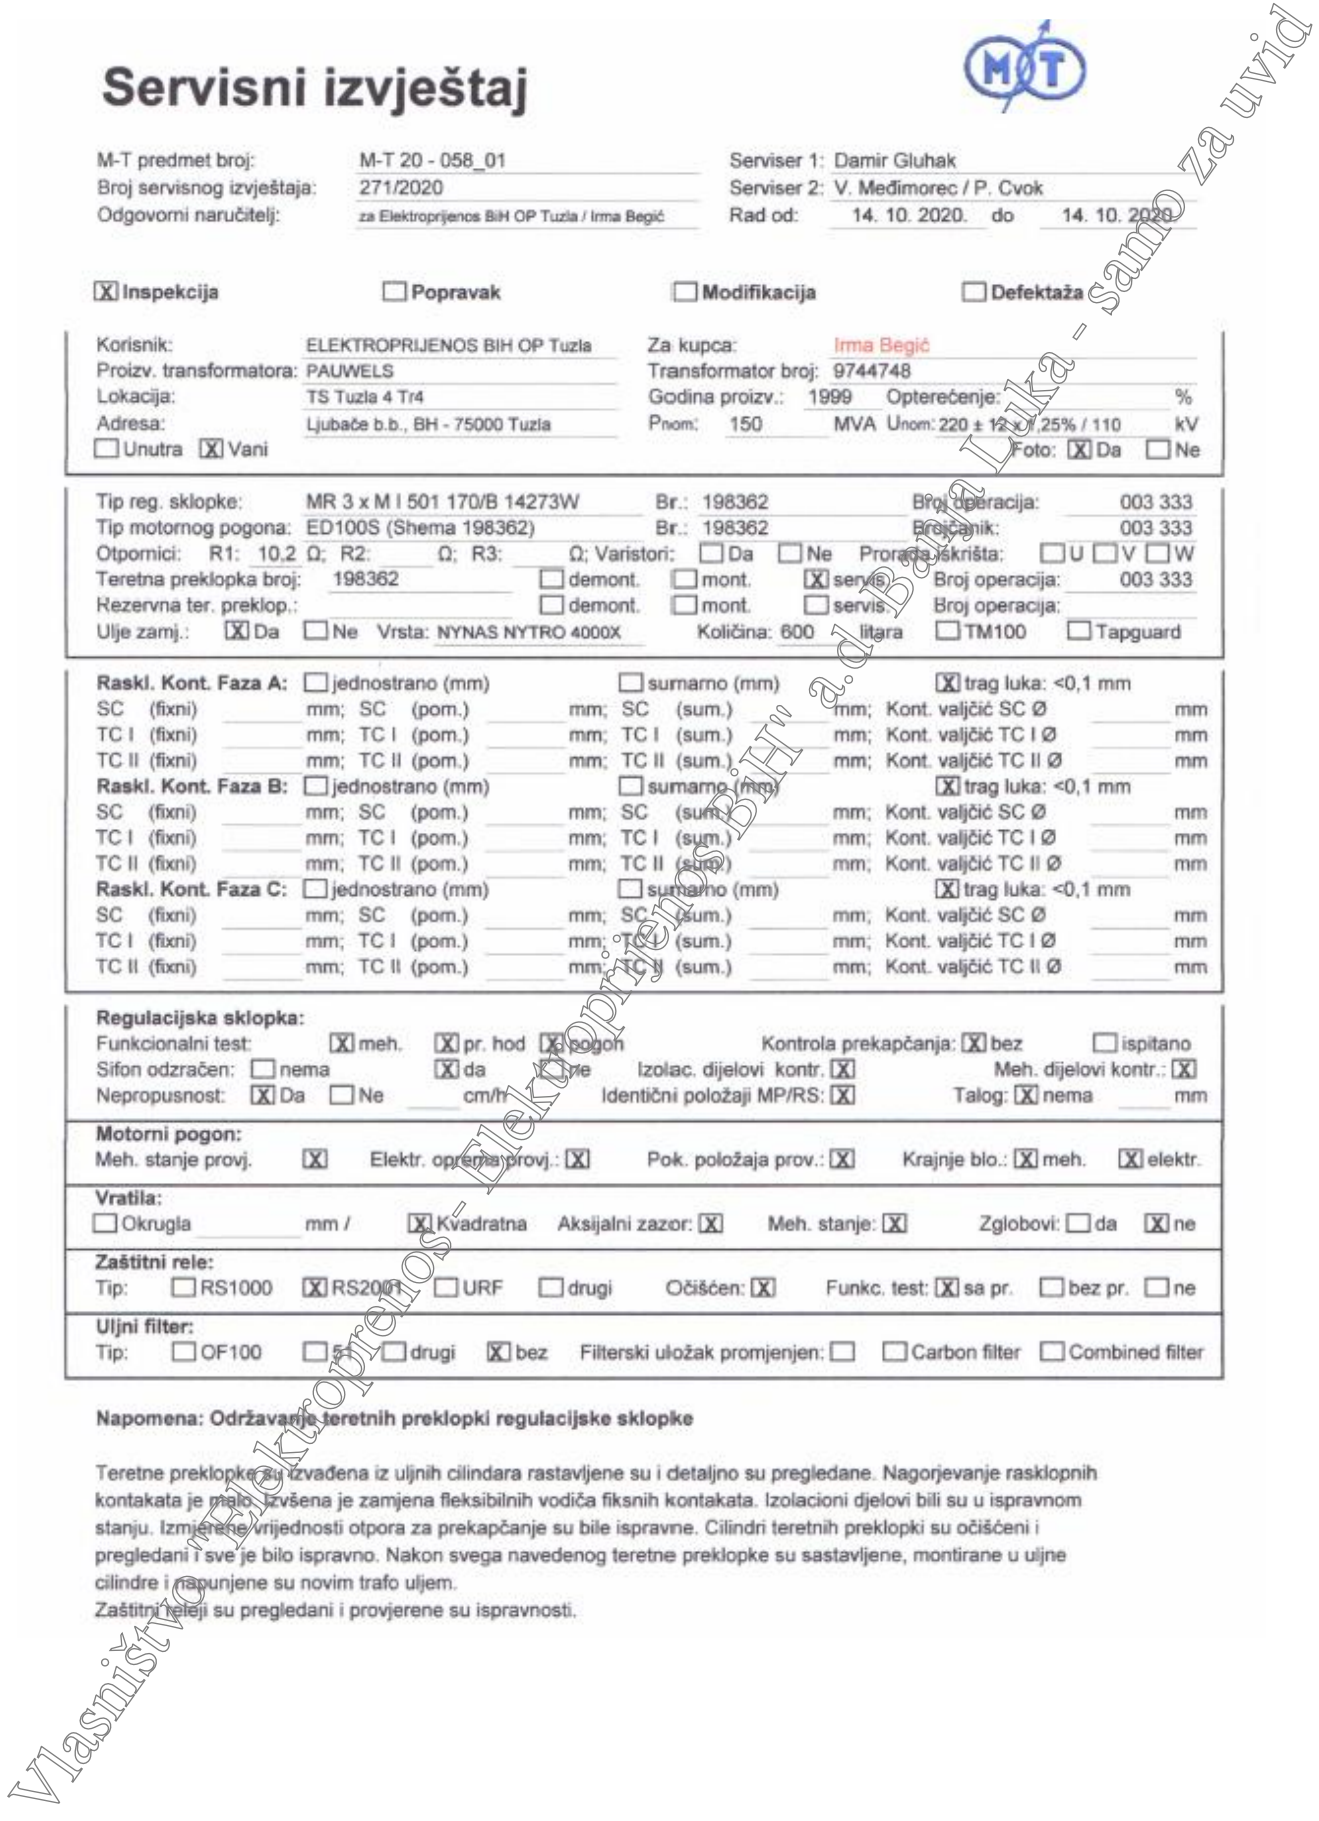 Servisni izvještaj
M T
M-T predmet broj: M-T 20 - 058_01 Serviser 1: Damir Gluhak
Broj servisnog izvještaja: 271/2020 Serviser 2: V. Međimorec / P. Cvok
Odgovorni naručitelj: za Elektroprijenos BiH OP Tuzla / Irma Begić Rad od: 14. 10. 2020. do 14. 10. 2020.
X Inspekcija Popravak Modifikacija Defektaža
Korisnik: ELEKTROPRIJENOS BIH OP Tuzla Za kupca: Irma Begić
Proizv. transformatora: PAUWELS Transformator broj: 9744748
Lokacija: TS Tuzla 4 Tr4 Godina proizv.: 1999 Opterećenje: %
Adresa: Ljubače b.b., BH - 75000 Tuzla Pnom: 150 MVA Unom: 220 ± 12 x 1,25% / 110 kV
Unutra X Vani Foto: X Da Ne
Tip reg. sklopke: MR 3 x M I 501 170/B 14273W Br.: 198362 Broj operacija: 003 333
Tip motornog pogona: ED100S (Shema 198362) Br.: 198362 Brojčanik: 003 333
Otpornici: R1: 10,2 Ω; R2: Ω; R3: Ω; Varistori: Da Ne Prorada iskrišta: U V W
Teretna preklopka broj: 198362 demont. mont. X servis. Broj operacija: 003 333
Rezervna ter. preklop.: demont. mont. servis. Broj operacija:
Ulje zamj.: X Da Ne Vrsta: NYNAS NYTRO 4000X Količina: 600 litara TM100 Tapguard
Raskl. Kont. Faza A: jednostrano (mm) sumarno (mm) X trag luka: <0,1 mm
SC (fixni) mm; SC (pom.) mm; SC (sum.) mm; Kont. valjčić SC Ø mm
TC I (fixni) mm; TC I (pom.) mm; TC I (sum.) mm; Kont. valjčić TC I Ø mm
TC II (fixni) mm; TC II (pom.) mm; TC II (sum.) mm; Kont. valjčić TC II Ø mm
Raskl. Kont. Faza B: jednostrano (mm) sumarno (mm) X trag luka: <0,1 mm
SC (fixni) mm; SC (pom.) mm; SC (sum.) mm; Kont. valjčić SC Ø mm
TC I (fixni) mm; TC I (pom.) mm; TC I (sum.) mm; Kont. valjčić TC I Ø mm
TC II (fixni) mm; TC II (pom.) mm; TC II (sum.) mm; Kont. valjčić TC II Ø mm
Raskl. Kont. Faza C: jednostrano (mm) sumarno (mm) X trag luka: <0,1 mm
SC (fixni) mm; SC (pom.) mm; SC (sum.) mm; Kont. valjčić SC Ø mm
TC I (fixni) mm; TC I (pom.) mm; TC I (sum.) mm; Kont. valjčić TC I Ø mm
TC II (fixni) mm; TC II (pom.) mm; TC II (sum.) mm; Kont. valjčić TC II Ø mm
Regulacijska sklopka:
Funkcionalni test: X meh. X pr. hod X pogon Kontrola prekapčanja: X bez ispitano
Sifon odzračen: nema X da ne Izolac. dijelovi kontr. X Meh. dijelovi kontr.: X
Nepropusnost: X Da Ne cm/h Identični položaji MP/RS: X Talog: X nema mm
Motorni pogon:
Meh. stanje provj. X Elektr. oprema provj.: X Pok. položaja prov.: X Krajnje blo.: X meh. X elektr.
Vratila:
Okrugla mm / X Kvadratna Aksijalni zazor: X Meh. stanje: X Zglobovi: da X ne
Zaštitni rele:
Tip: RS1000 X RS2001 URF drugi Očišćen: X Funkc. test: X sa pr. bez pr. ne
Uljni filter:
Tip: OF100 drugi X bez Filterski uložak promjenjen: Carbon filter Combined filter
Napomena: Održavanje teretnih preklopki regulacijske sklopke
Teretne preklopke su izvađena iz uljnih cilindara rastavljene su i detaljno su pregledane. Nagorjevanje rasklopnih
kontakata je malo. Izvšena je zamjena fleksibilnih vodiča fiksnih kontakata. Izolacioni djelovi bili su u ispravnom
stanju. Izmjerene vrijednosti otpora za prekapčanje su bile ispravne. Cilindri teretnih preklopki su očišćeni i
pregledani i sve je bilo ispravno. Nakon svega navedenog teretne preklopke su sastavljene, montirane u uljne
cilindre i napunjene su novim trafo uljem.
Zaštitni releji su pregledani i provjerene su ispravnosti.
Vlasništvo "Elektroprenos - Elektroprijenos BiH" a.d. Banja Luka - samo za uvid